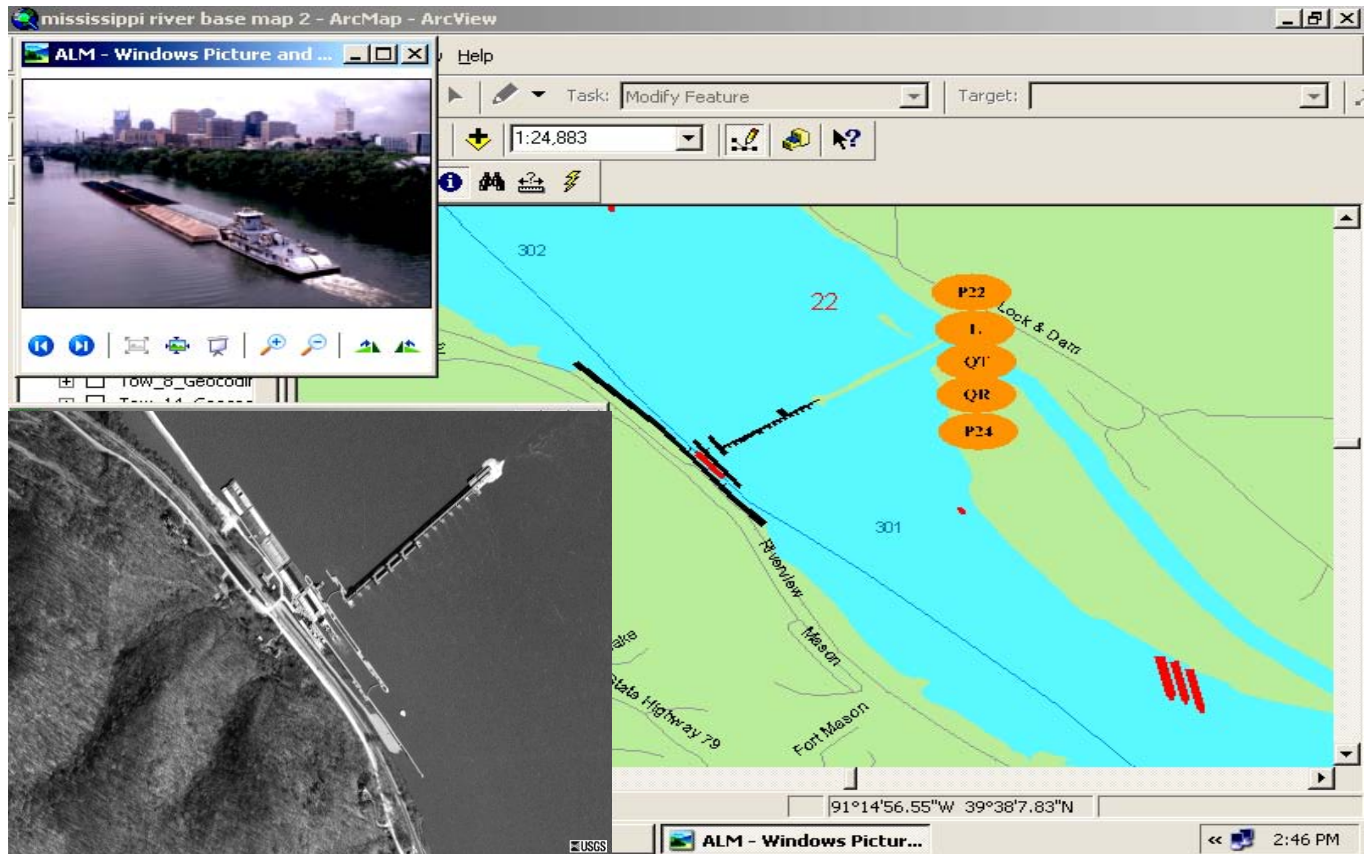 mississippi river base map 2 - ArcMap - ArcView
ALM - Windows Picture and ...
Help
Task: Modify Feature
Target:
1:24,883
302
22
P22
L
QT
QR
P24
Lock & Dam
301
Riverview
Mason
State Highway 79
Fort Mason
Tow_8_Geocodin
91°14'56.55"W 39°38'7.83"N
USGS
ALM - Windows Pictur...
2:46 PM